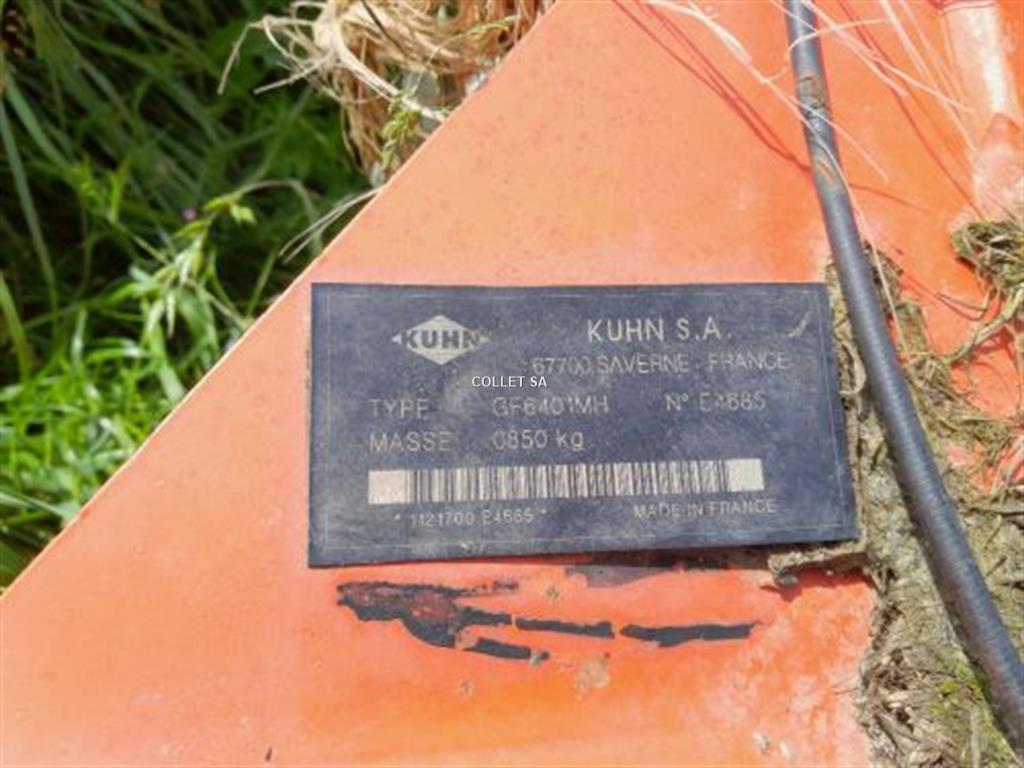 KUHN
KUHN S.A.
67700 SAVERNE - FRANCE
COLLET SA
TYPE GF6401MH N° E4665
MASSE 0850 kg
* 1121700 E4665 *
MADE IN FRANCE